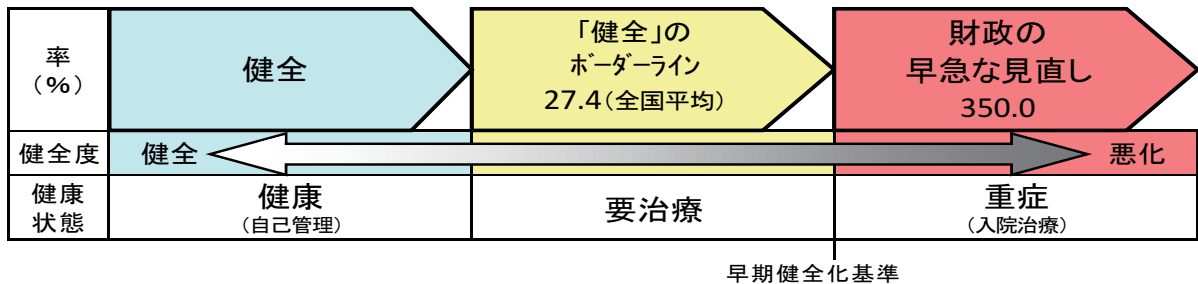 率
（%）
健全
「健全」の
ボーダーライン
27.4（全国平均）
財政の
早急な見直し
350.0
健全度
健全
悪化
健康
状態
健康
（自己管理）
要治療
重症
（入院治療）
早期健全化基準